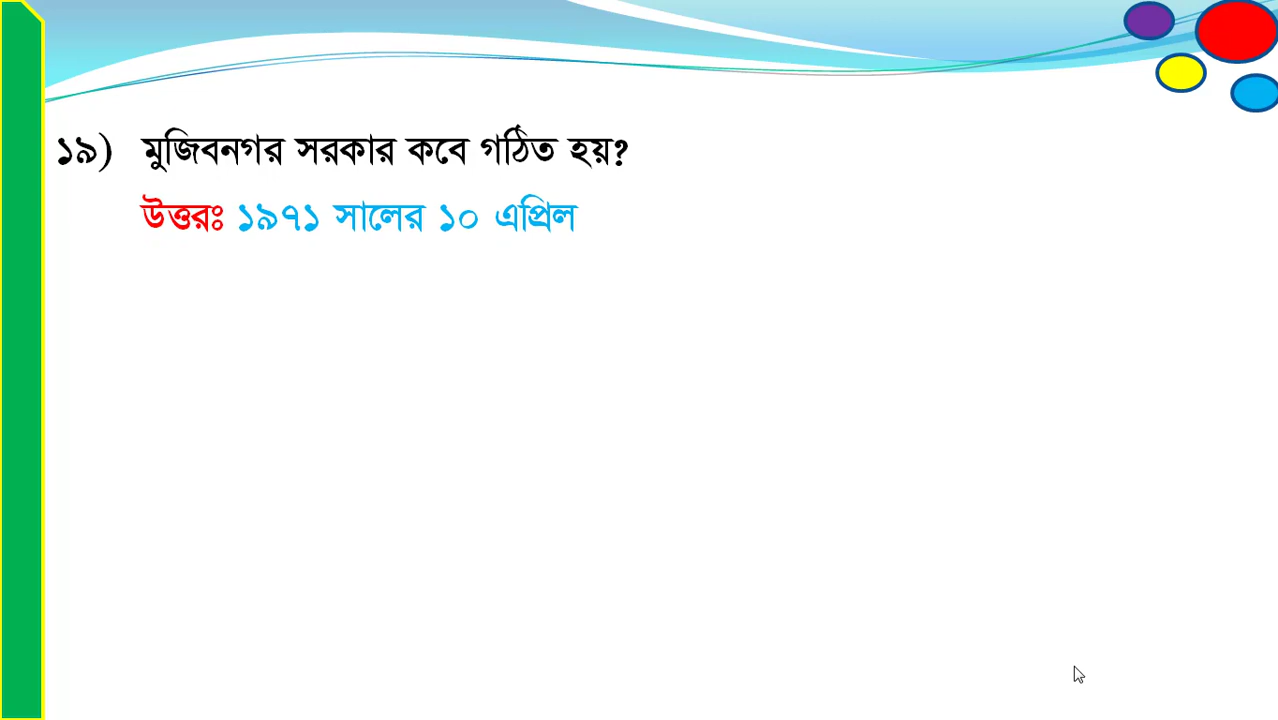 ১৯) মুজিবনগর সরকার কবে গঠিত হয়?
উত্তরঃ ১৯৭১ সালের ১০ এপ্রিল